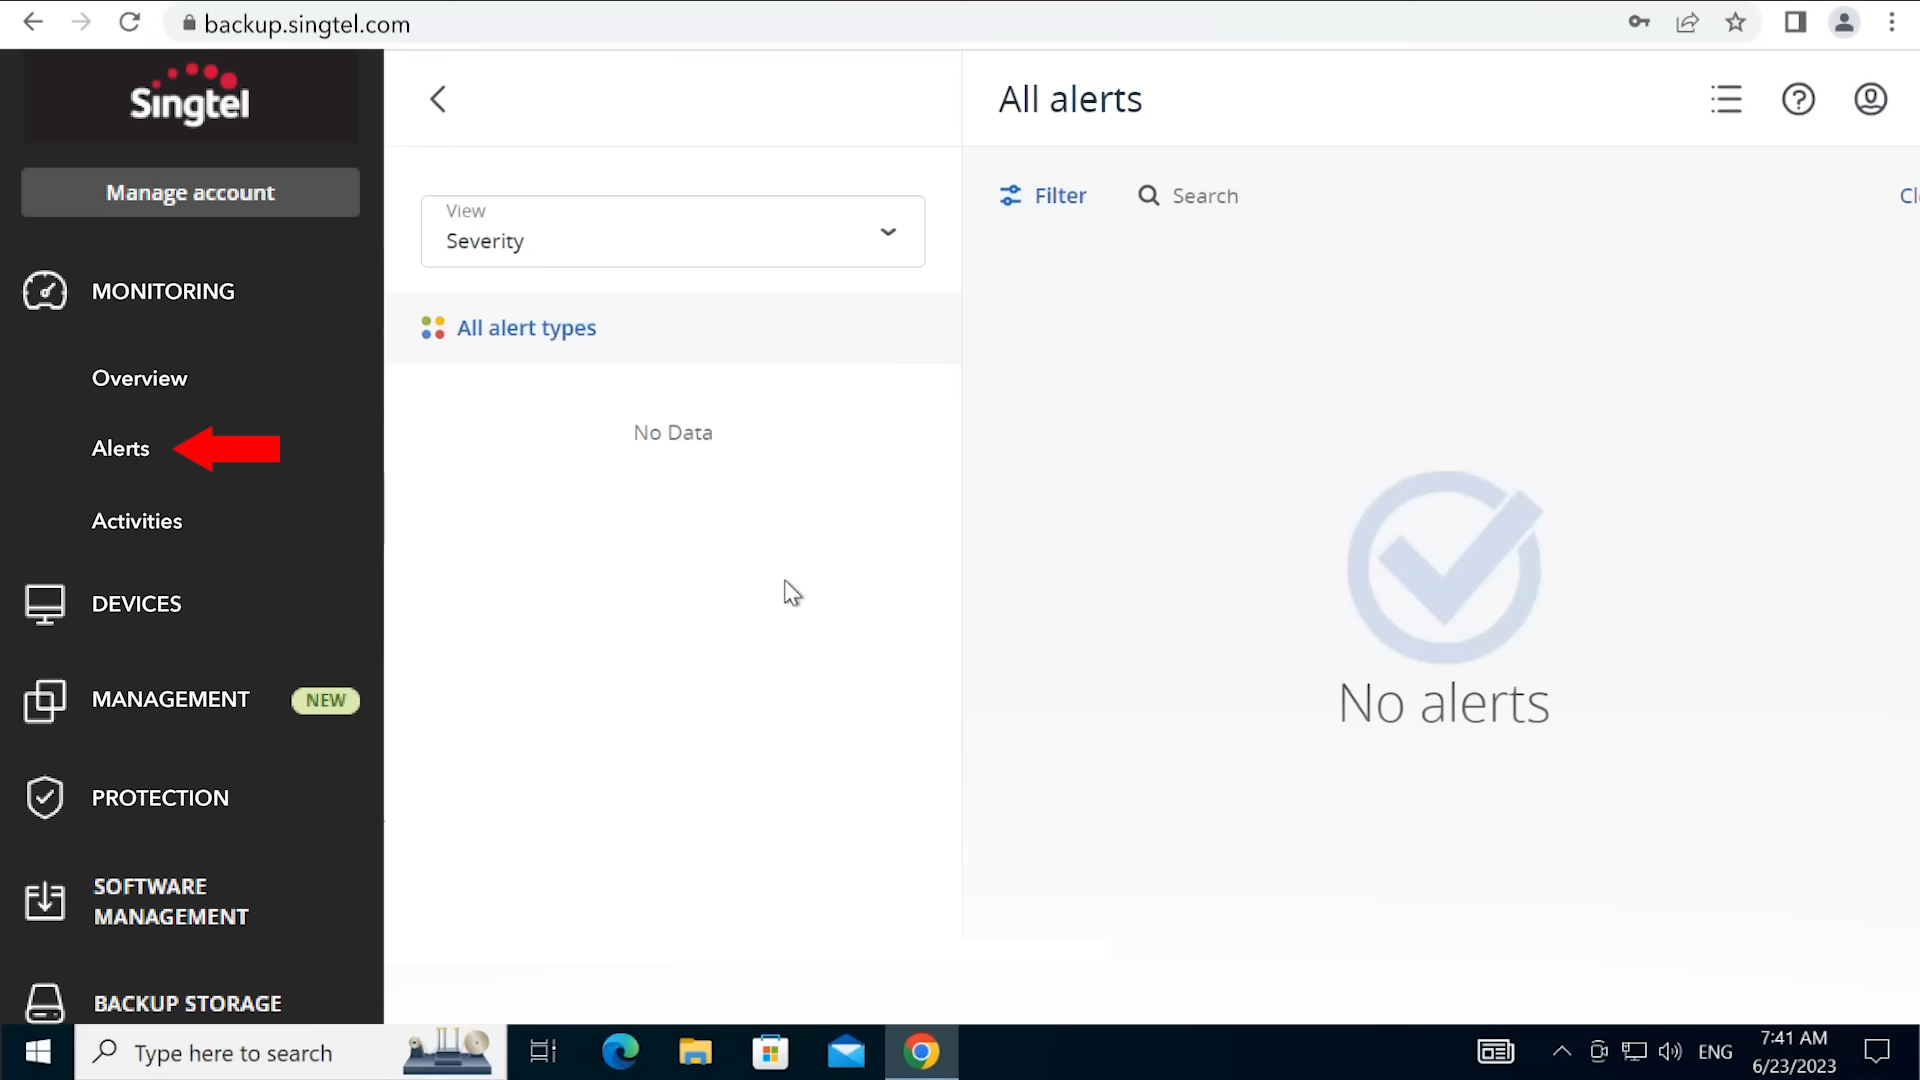 backup.singtel.com
Singtel
Manage account
MONITORING
Overview
Alerts
Activities
DEVICES
MANAGEMENT NEW
PROTECTION
SOFTWARE
MANAGEMENT
BACKUP STORAGE
View
Severity
All alert types
No Data
All alerts
Filter
Search
Cl
No alerts
Type here to search
ENG
7:41 AM
6/23/2023